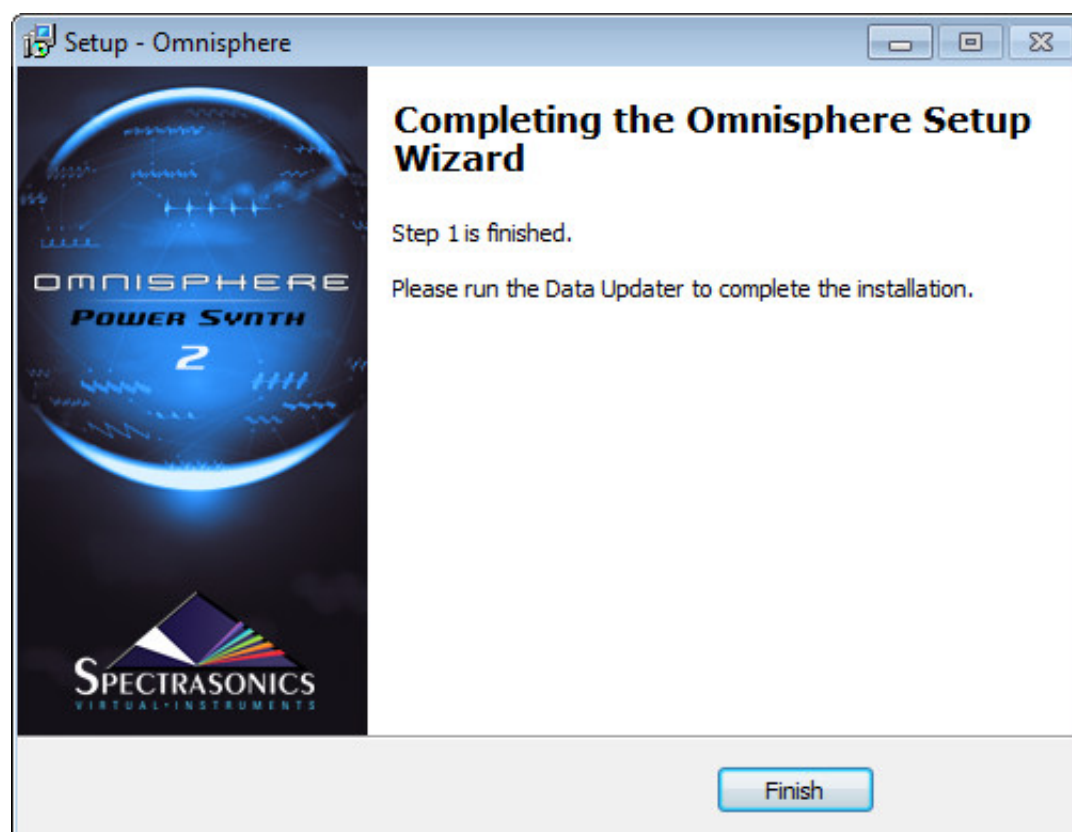 Setup - Omnisphere
OMNISPHERE
POWER SYNTH
2
SPECTRASONICS
VIRTUAL•INSTRUMENTS
Completing the Omnisphere Setup
Wizard
Step 1 is finished.
Please run the Data Updater to complete the installation.
Finish